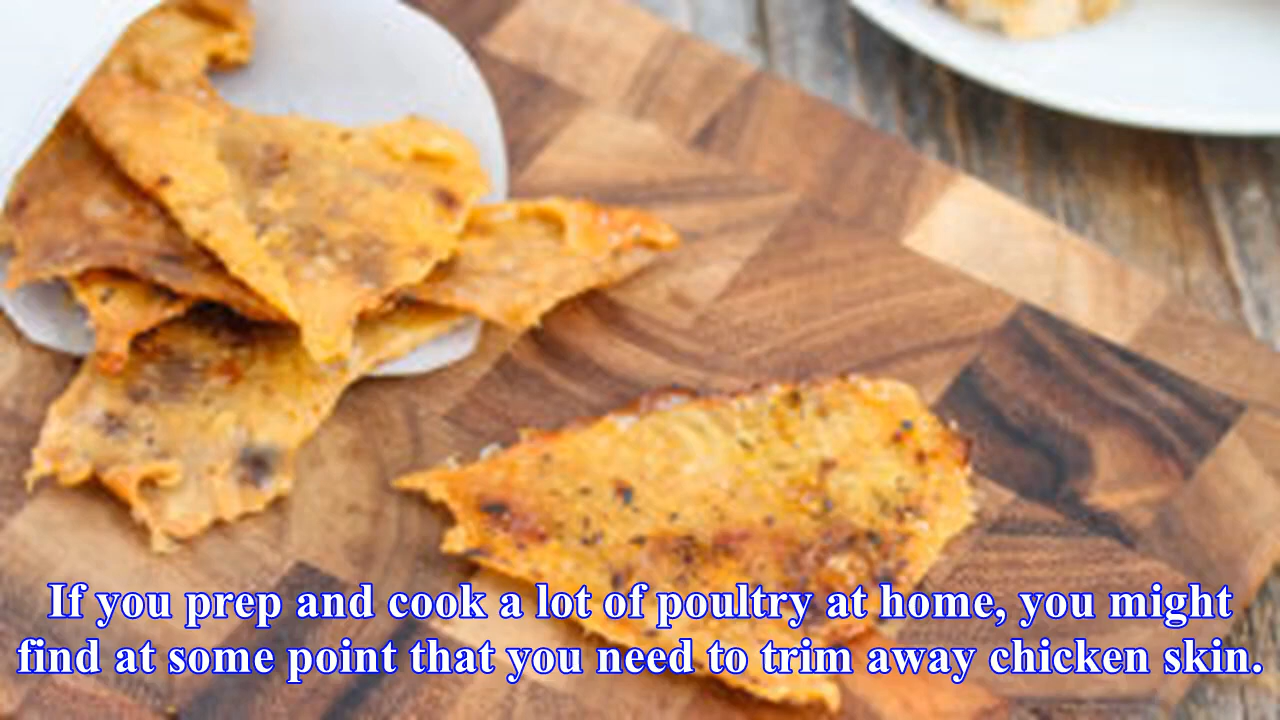 If you prep and cook a lot of poultry at home, you might
find at some point that you need to trim away chicken skin.